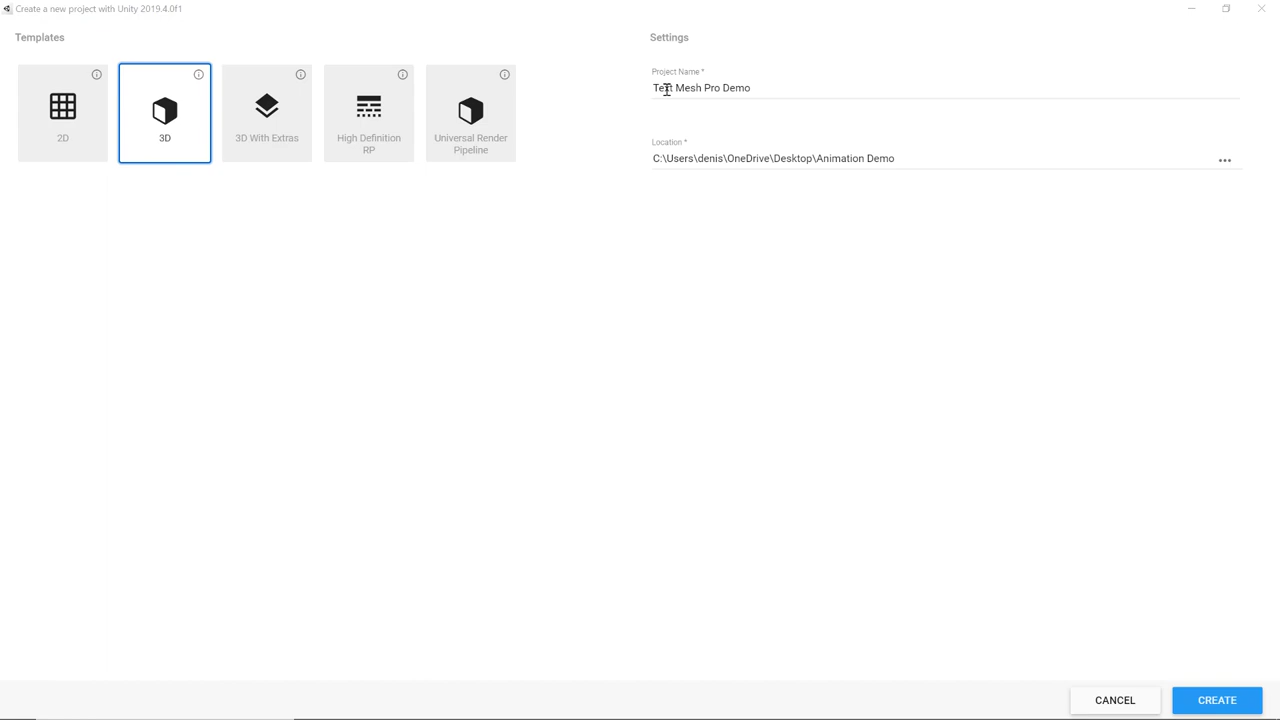 Create a new project with Unity 2019.4.0f1
Templates
Settings
2D
3D
3D With Extras
High Definition
RP
Universal Render
Pipeline
Project Name *
Text Mesh Pro Demo
Location *
C:\Users\denis\OneDrive\Desktop\Animation Demo
CANCEL
CREATE